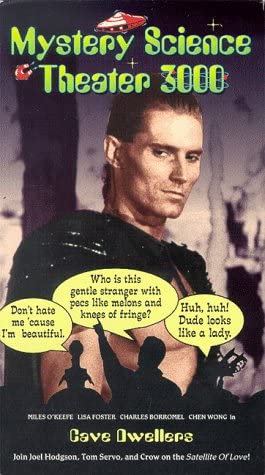 Mystery Science
Theater 3000
Don't hate
me 'cause
I'm beautiful.
Who is this
gentle stranger with
pecs like melons and
knees of fringe?
Huh, huh!
Dude looks
like a lady.
MILES O'KEEFE LISA FOSTER CHARLES BORROMEL CHEN WONG in
Cave Dwellers
Join Joel Hodgson, Tom Servo, and Crow on the Satellite Of Love!